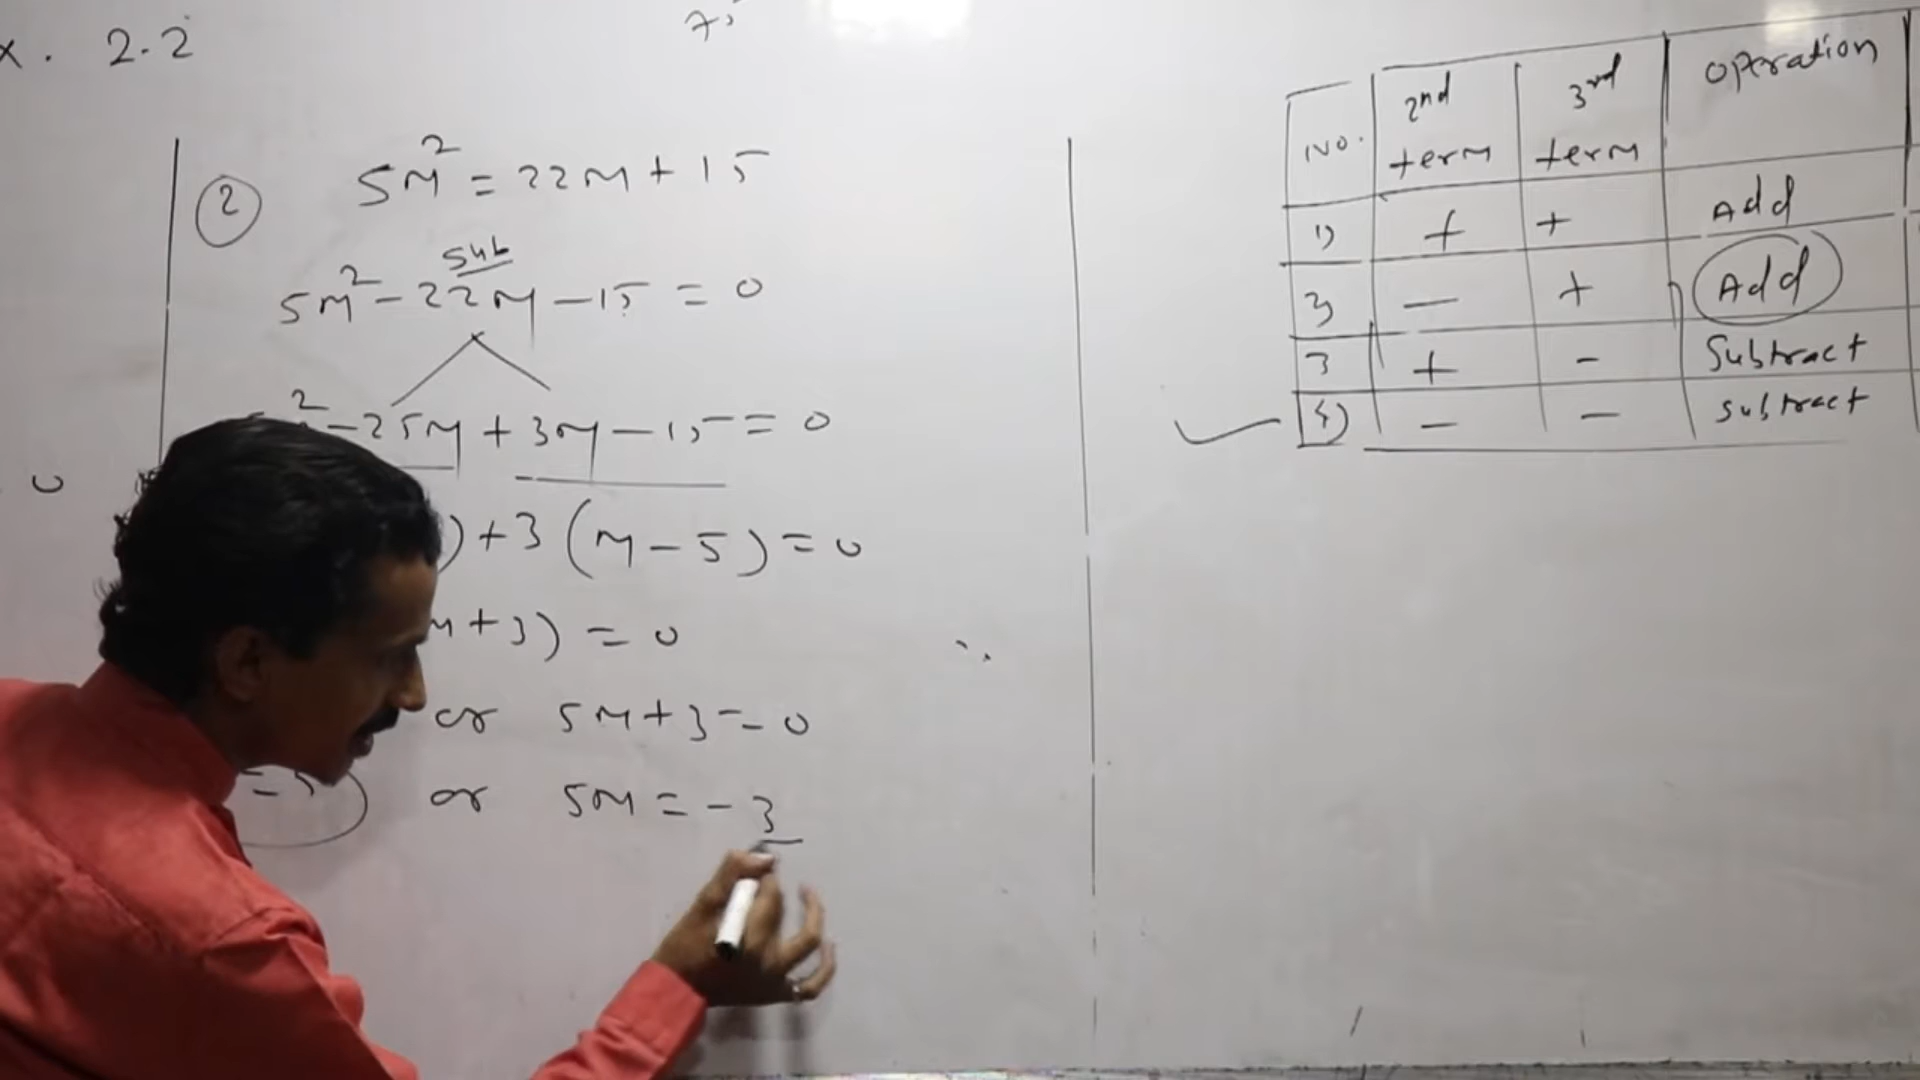 x. 2.2
7,
② 5M² = 22M + 15
Sub
5M² - 22M - 15 = 0
² - 25M + 3M - 15 = 0
) + 3 (M - 5) = 0
M + 3) = 0
or 5M + 3 = 0
or 5M = - 3
No. 2nd term 3rd term Operation
1) + + Add
2) - + Add
3 + - Subtract
4) - - Subtract